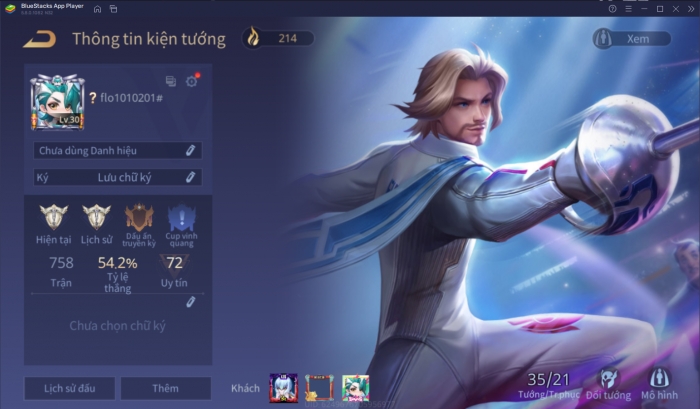 BlueStacks App Player
Thông tin kiện tướng
214
Xem
? flo1010201#
Lv.30
Chưa dùng Danh hiệu
Ký
Lưu chữ ký
Hiện tại
Lịch sử
Dấu ấn truyền kỳ
Cup vinh quang
758
54.2%
72
Trận
Tỷ lệ thắng
Uy tín
Chưa chọn chữ ký
Lịch sử đấu
Thêm
Khách
35/21
Tướng/Tr.phục
Đổi tướng
Mô hình